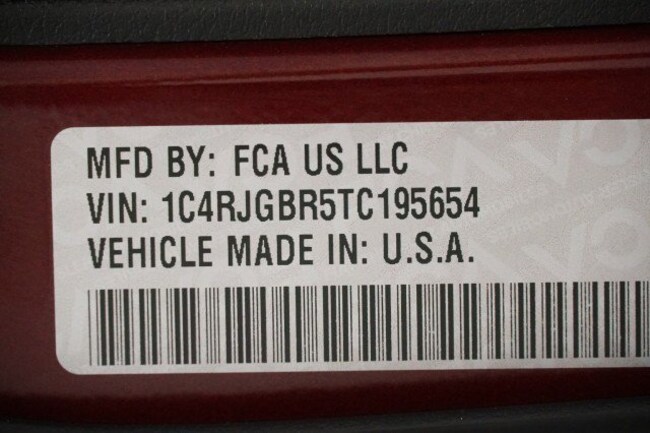 MFD BY: FCA US LLC
VIN: 1C4RJGBR5TC195654
VEHICLE MADE IN: U.S.A.